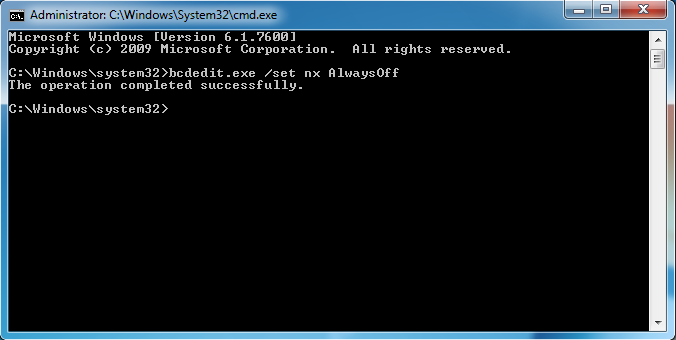 Administrator: C:\Windows\System32\cmd.exe
Microsoft Windows [Version 6.1.7600]
Copyright (c) 2009 Microsoft Corporation.  All rights reserved.
C:\Windows\system32>bcdedit.exe /set nx AlwaysOff
The operation completed successfully.
C:\Windows\system32>